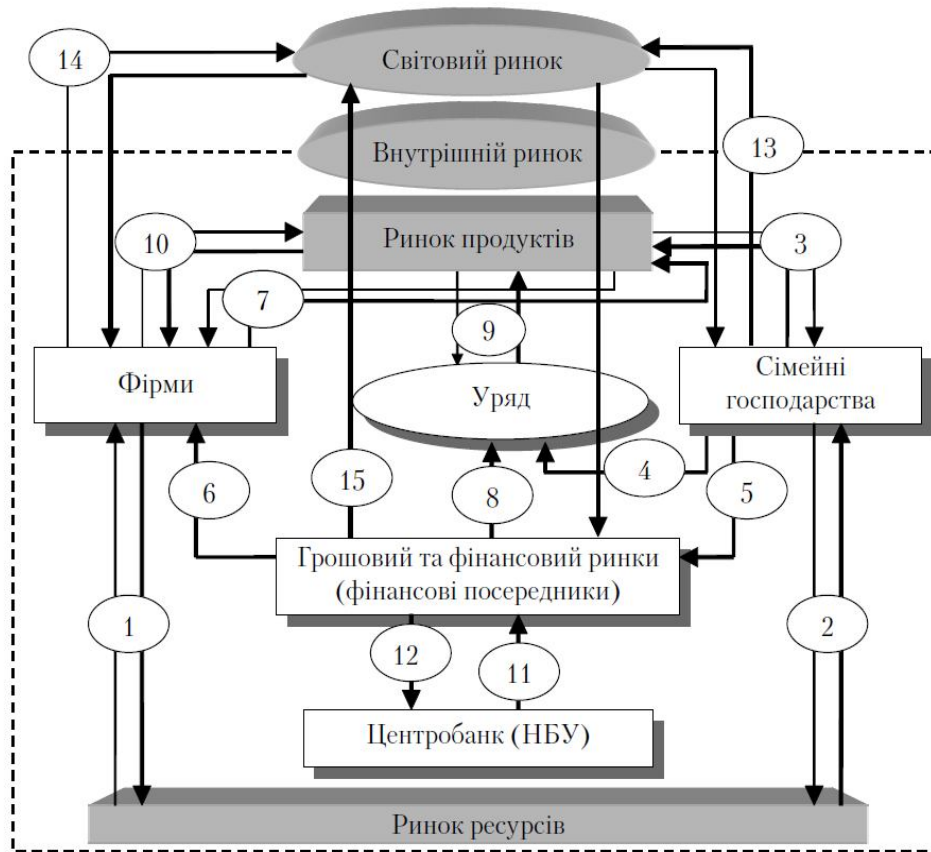 14
Світовий ринок
Внутрішній ринок
13
10
Ринок продуктів
3
7
9
Фірми
Уряд
Сімейні
господарства
6
15
8
4
5
Грошовий та фінансовий ринки
(фінансові посередники)
1
12
11
2
Центробанк (НБУ)
Ринок ресурсів